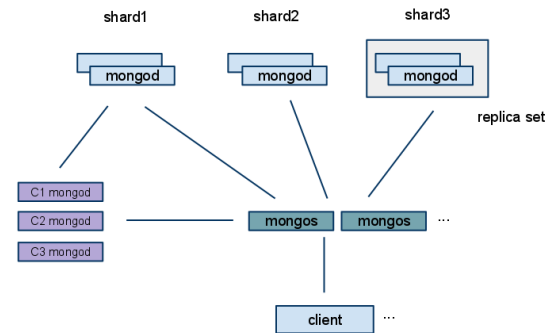 shard1
shard2
shard3
mongod
mongod
mongod
replica set
C1 mongod
C2 mongod
C3 mongod
mongos
mongos
...
client
...